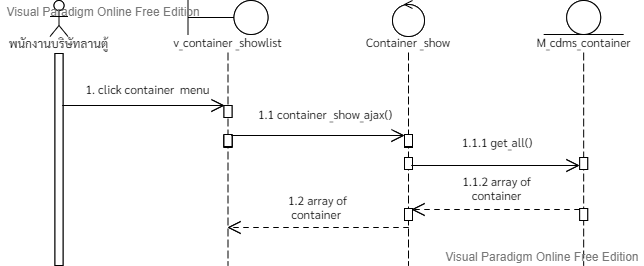 Visual Paradigm Online Free Edition
พนักงานบริษัทลานตู้
v_container_showlist
Container_show
M_cdms_container
1. click container menu
1.1 container_show_ajax()
1.1.1 get_all()
1.1.2 array of
container
1.2 array of
container
Visual Paradigm Online Free Edition